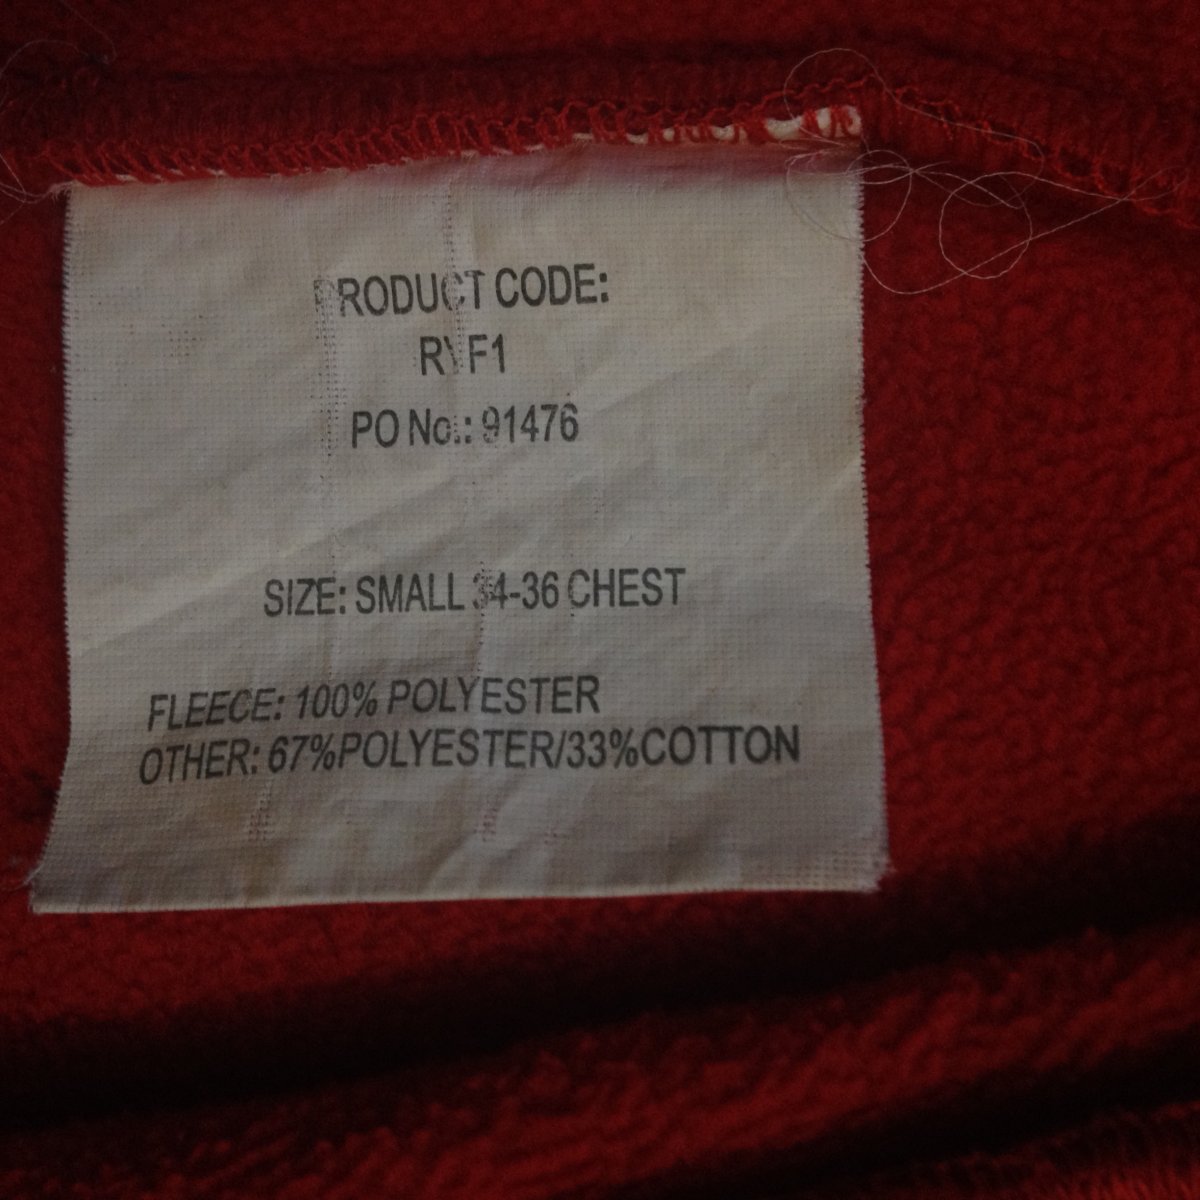 PRODUCT CODE:
RYF1
PO No.: 91476
SIZE: SMALL 34-36 CHEST
FLEECE: 100% POLYESTER
OTHER: 67%POLYESTER/33%COTTON